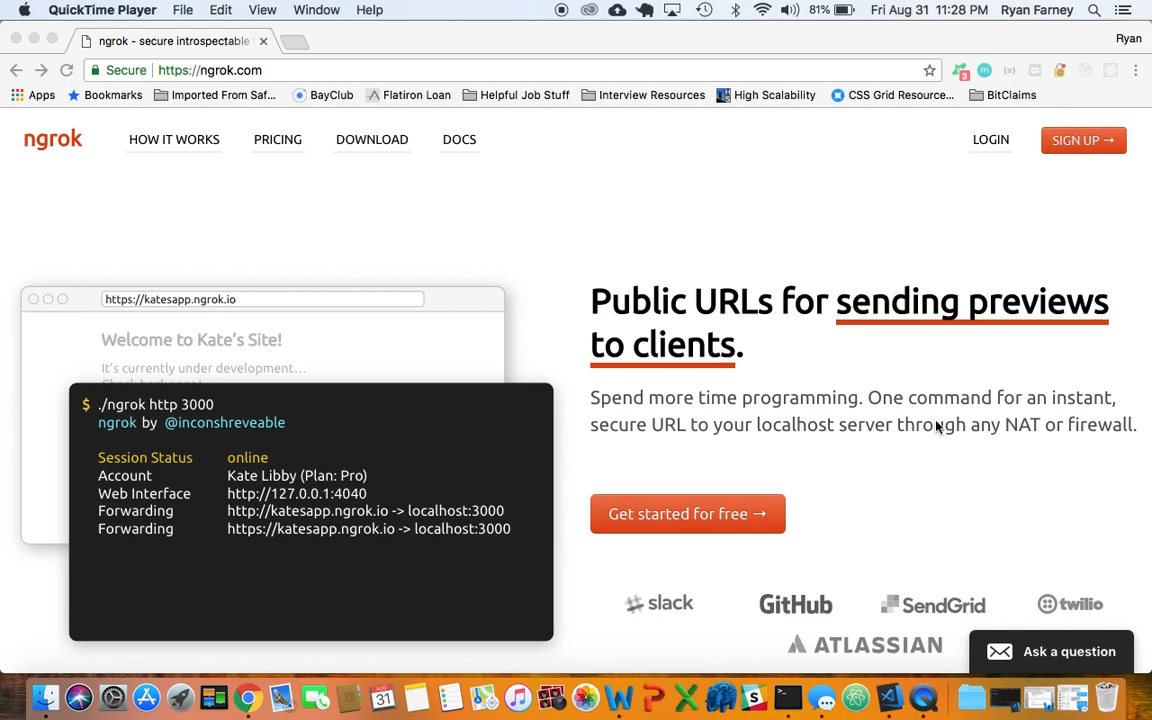 QuickTime Player File Edit View Window Help 81% Fri Aug 31 11:28 PM Ryan Farney
ngrok - secure introspectable
Ryan
Secure https://ngrok.com
3
Apps Bookmarks Imported From Saf... BayClub Flatiron Loan Helpful Job Stuff Interview Resources High Scalability CSS Grid Resource... BitClaims
ngrok HOW IT WORKS PRICING DOWNLOAD DOCS LOGIN SIGN UP →
https://katesapp.ngrok.io
Welcome to Kate's Site!
It's currently under development...
$ ./ngrok http 3000
ngrok by @inconshreveable
Session Status online
Account Kate Libby (Plan: Pro)
Web Interface http://127.0.0.1:4040
Forwarding http://katesapp.ngrok.io -> localhost:3000
Forwarding https://katesapp.ngrok.io -> localhost:3000
Public URLs for sending previews
to clients.
Spend more time programming. One command for an instant,
secure URL to your localhost server through any NAT or firewall.
Get started for free →
slack GitHub SendGrid twilio
ATLASSIAN
Ask a question
31